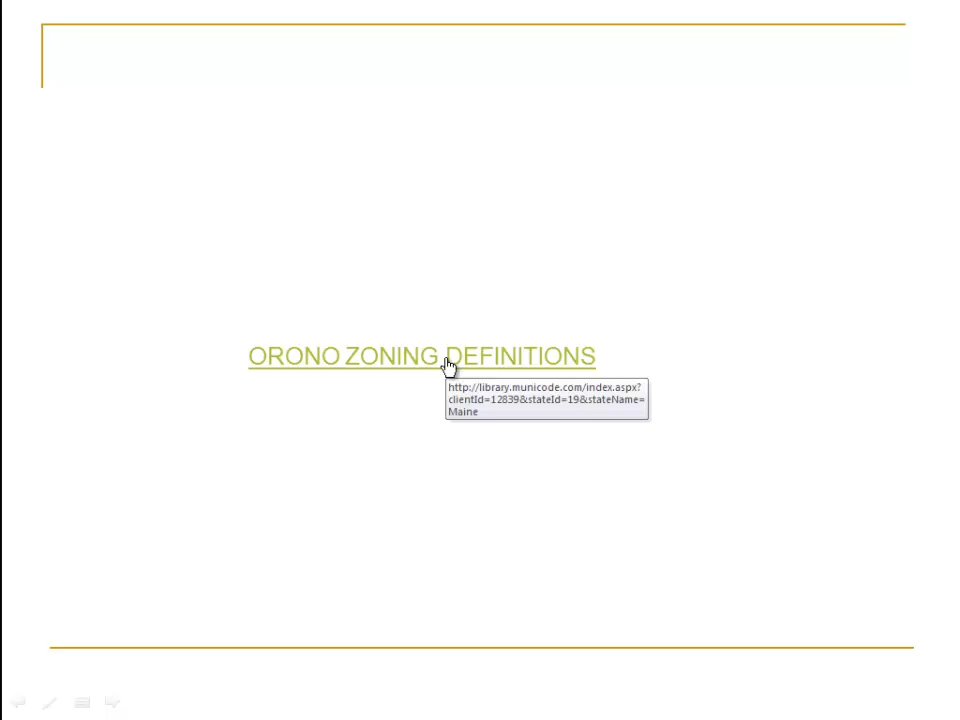 ORONO ZONING DEFINITIONS
http://library.municode.com/index.aspx?
clientId=12839&stateId=19&stateName=
Maine